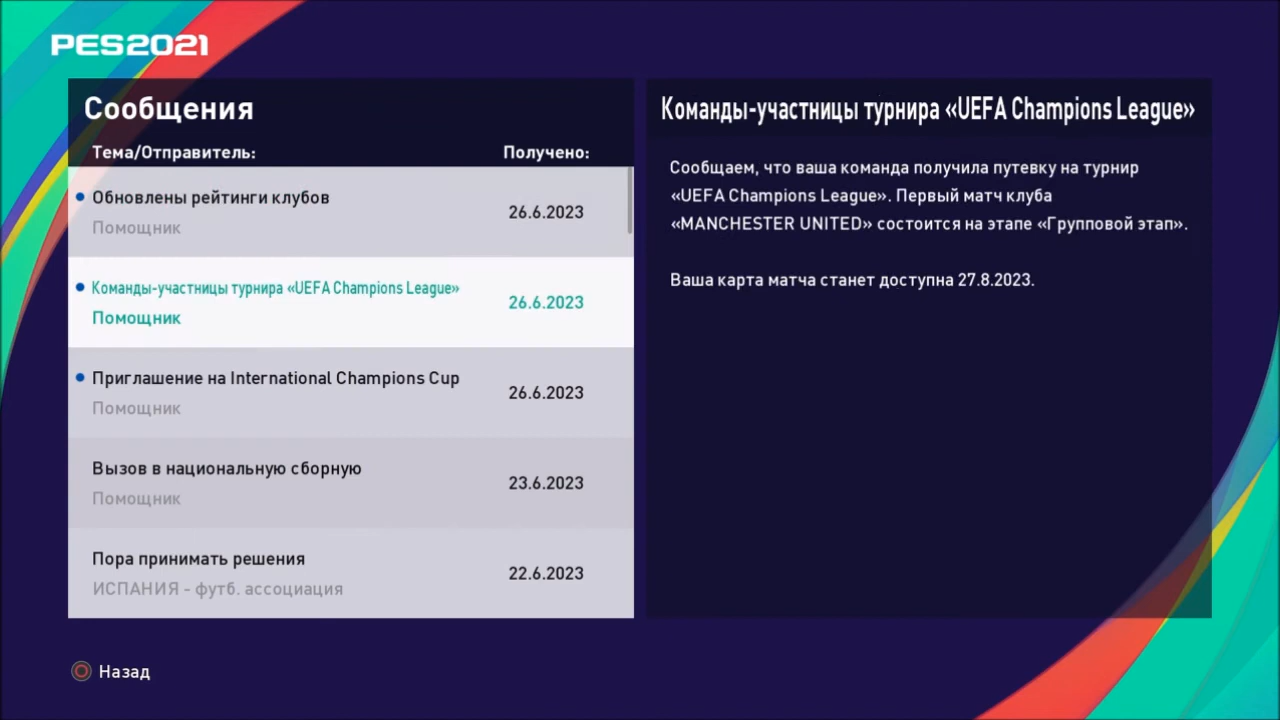 PES2021
Сообщения
Тема/Отправитель: Получено:
Обновлены рейтинги клубов
Помощник
26.6.2023
Команды-участницы турнира «UEFA Champions League»
Помощник
26.6.2023
Приглашение на International Champions Cup
Помощник
26.6.2023
Вызов в национальную сборную
Помощник
23.6.2023
Пора принимать решения
ИСПАНИЯ - футб. ассоциация
22.6.2023
Команды-участницы турнира «UEFA Champions League»
Сообщаем, что ваша команда получила путевку на турнир
«UEFA Champions League». Первый матч клуба
«MANCHESTER UNITED» состоится на этапе «Групповой этап».
Ваша карта матча станет доступна 27.8.2023.
Назад